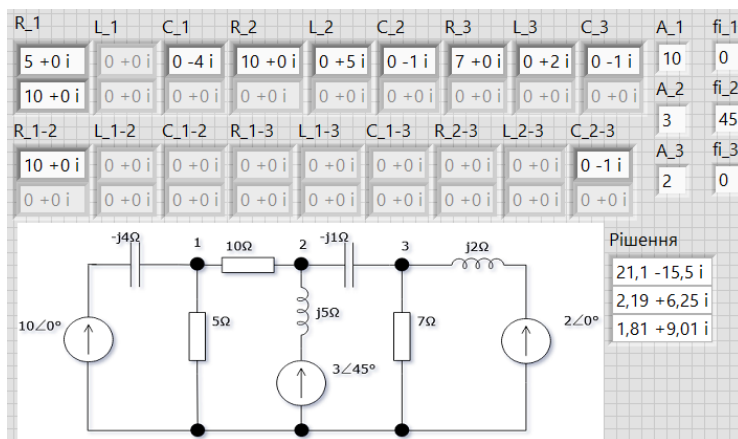 R_1 L_1 C_1 R_2 L_2 C_2 R_3 L_3 C_3 A_1 fi_1
5 +0 i 0 +0 i 0 -4 i 10 +0 i 0 +5 i 0 -1 i 7 +0 i 0 +2 i 0 -1 i 10 0
10 +0 i 0 +0 i 0 +0 i 0 +0 i 0 +0 i 0 +0 i 0 +0 i 0 +0 i 0 +0 i A_2 fi_2
R_1-2 L_1-2 C_1-2 R_1-3 L_1-3 C_1-3 R_2-3 L_2-3 C_2-3 3 45
10 +0 i 0 +0 i 0 +0 i 0 +0 i 0 +0 i 0 +0 i 0 +0 i 0 +0 i 0 -1 i A_3 fi_3
0 +0 i 0 +0 i 0 +0 i 0 +0 i 0 +0 i 0 +0 i 0 +0 i 0 +0 i 0 +0 i 2 0
-j4Ω 1 10Ω 2 -j1Ω 3 j2Ω
10∠0° 5Ω j5Ω 7Ω 2∠0°
3∠45°
Рішення
21,1 -15,5 i
2,19 +6,25 i
1,81 +9,01 i